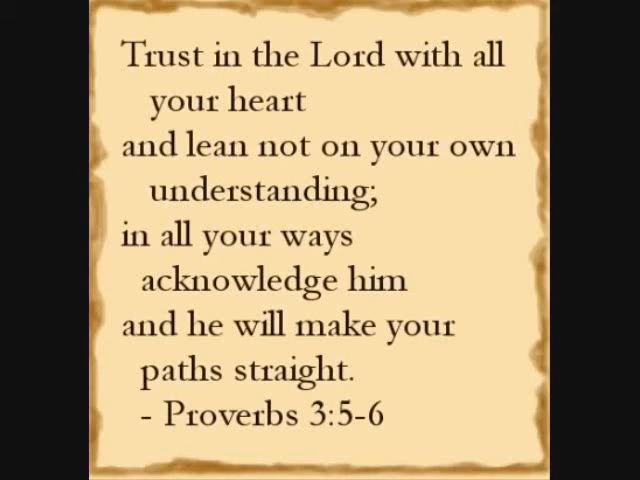 Trust in the Lord with all
your heart
and lean not on your own
understanding;
in all your ways
acknowledge him
and he will make your
paths straight.
- Proverbs 3:5-6